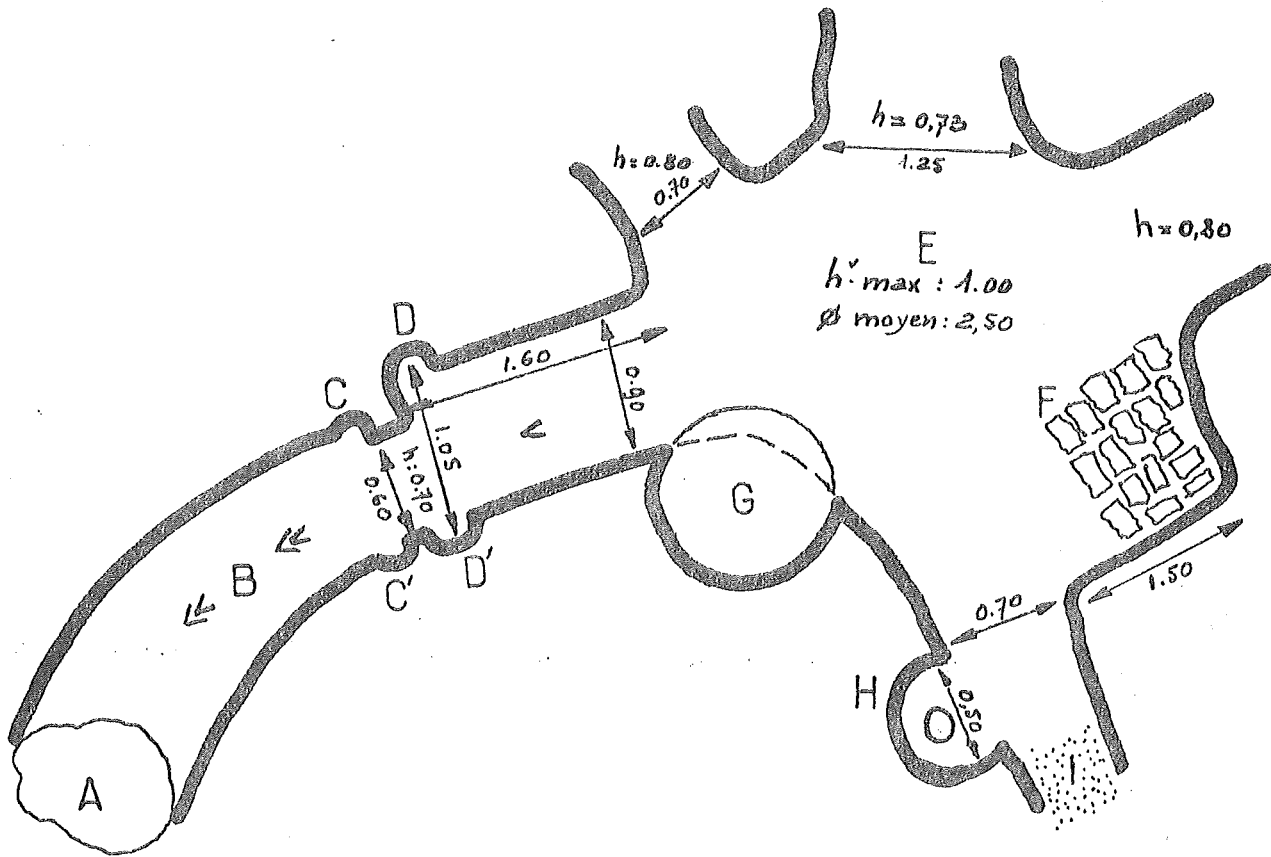 h=0,73
1.25
h:0.80
0.70
h=0,80
E
h. max : 1.00
ø moyen: 2,50
D
1.60
0.90
C
F
1.05
h:0.70
0.60
V
G
B
C'
D'
1.50
0.70
H
0,50
O
I
A